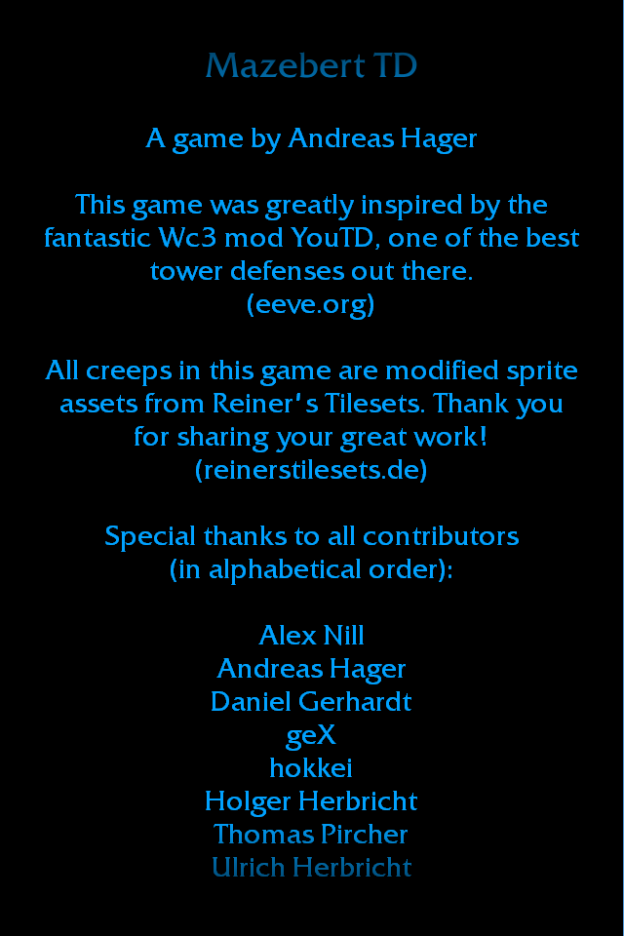 Mazebert TD
A game by Andreas Hager
This game was greatly inspired by the
fantastic Wc3 mod YouTD, one of the best
tower defenses out there.
(eeve.org)
All creeps in this game are modified sprite
assets from Reiner's Tilesets. Thank you
for sharing your great work!
(reinerstilesets.de)
Special thanks to all contributors
(in alphabetical order):
Alex Nill
Andreas Hager
Daniel Gerhardt
geX
hokkei
Holger Herbricht
Thomas Pircher
Ulrich Herbricht